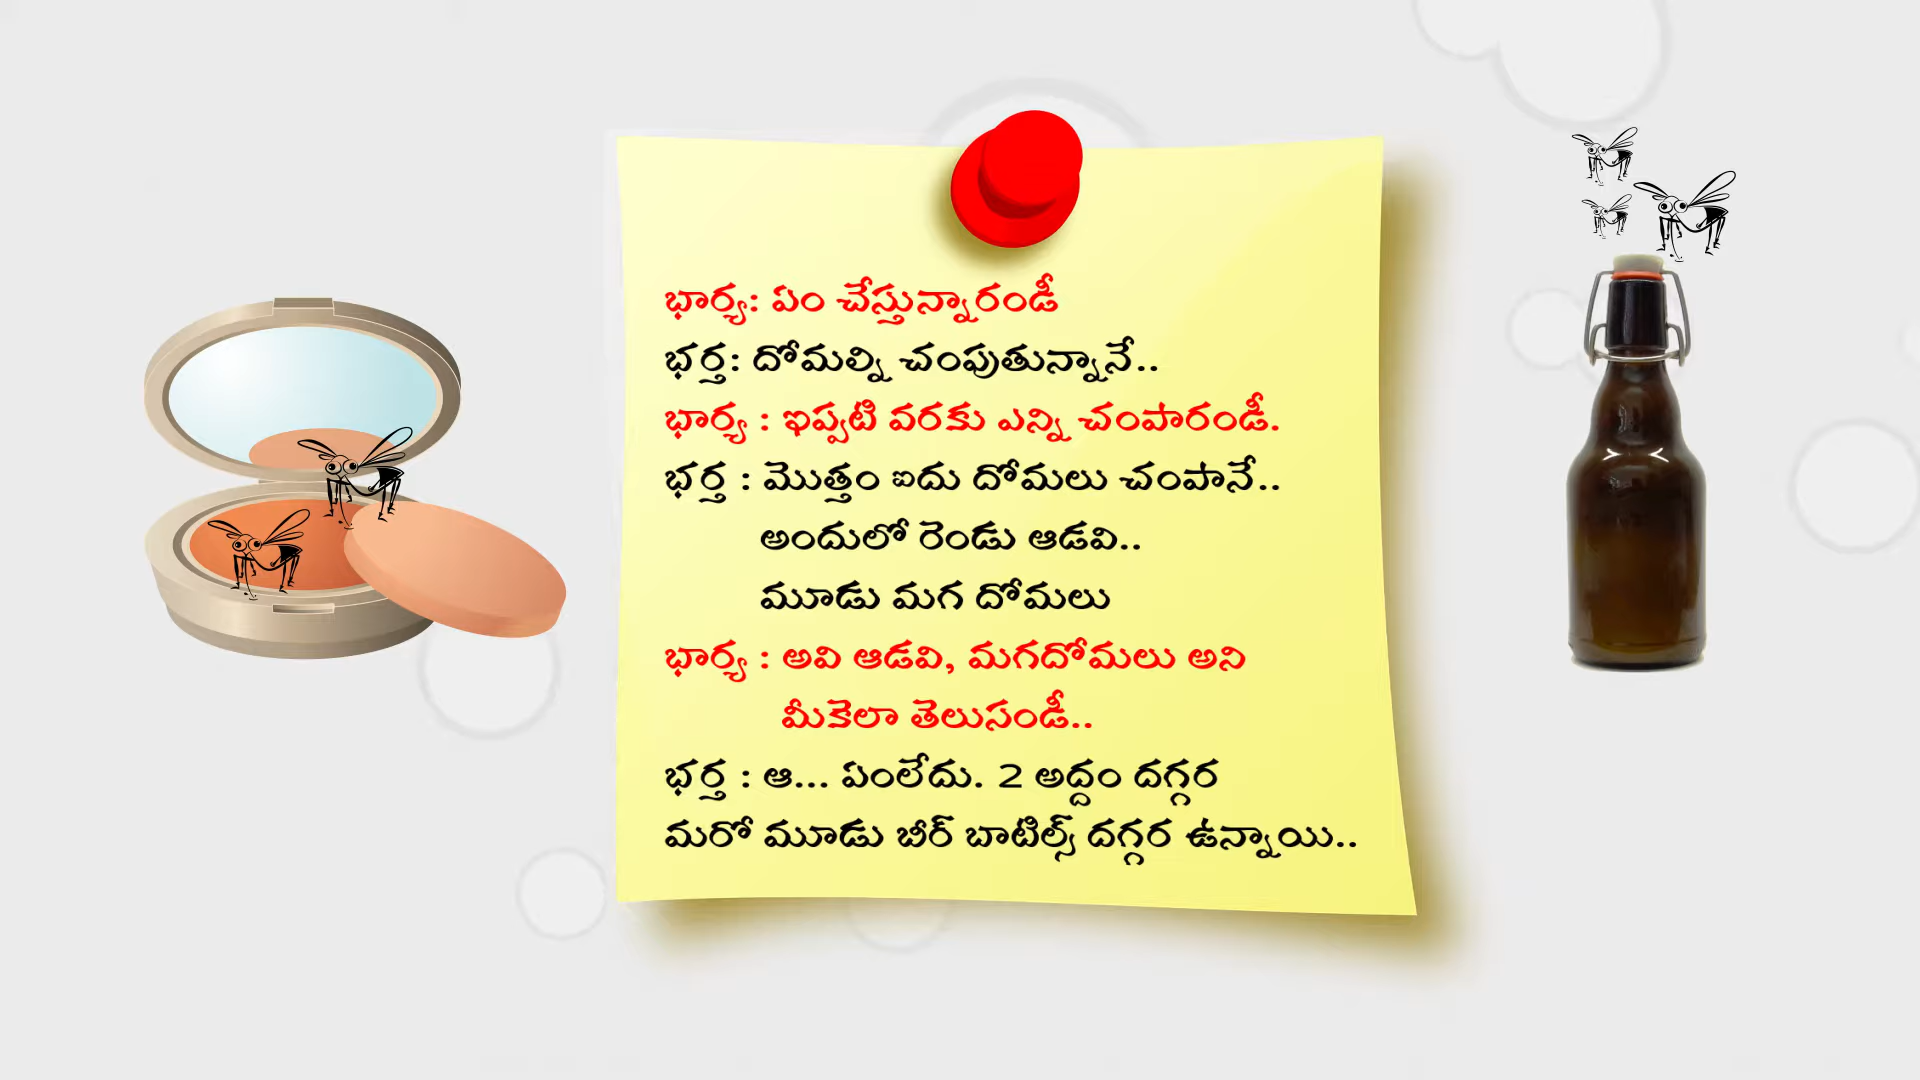 భార్య: ఏం చేస్తున్నారండీ
భర్త: దోమల్ని చంపుతున్నానే..
భార్య : ఇప్పటి వరకు ఎన్ని చంపారండీ.
భర్త : మొత్తం ఐదు దోమలు చంపానే..
అందులో రెండు ఆడవి..
మూడు మగ దోమలు
భార్య : అవి ఆడవి, మగదోమలు అని
మీకెలా తెలుసండీ..
భర్త : ఆ... ఏంలేదు. 2 అద్దం దగ్గర
మరో మూడు బీర్ బాటిల్స్ దగ్గర ఉన్నాయి..